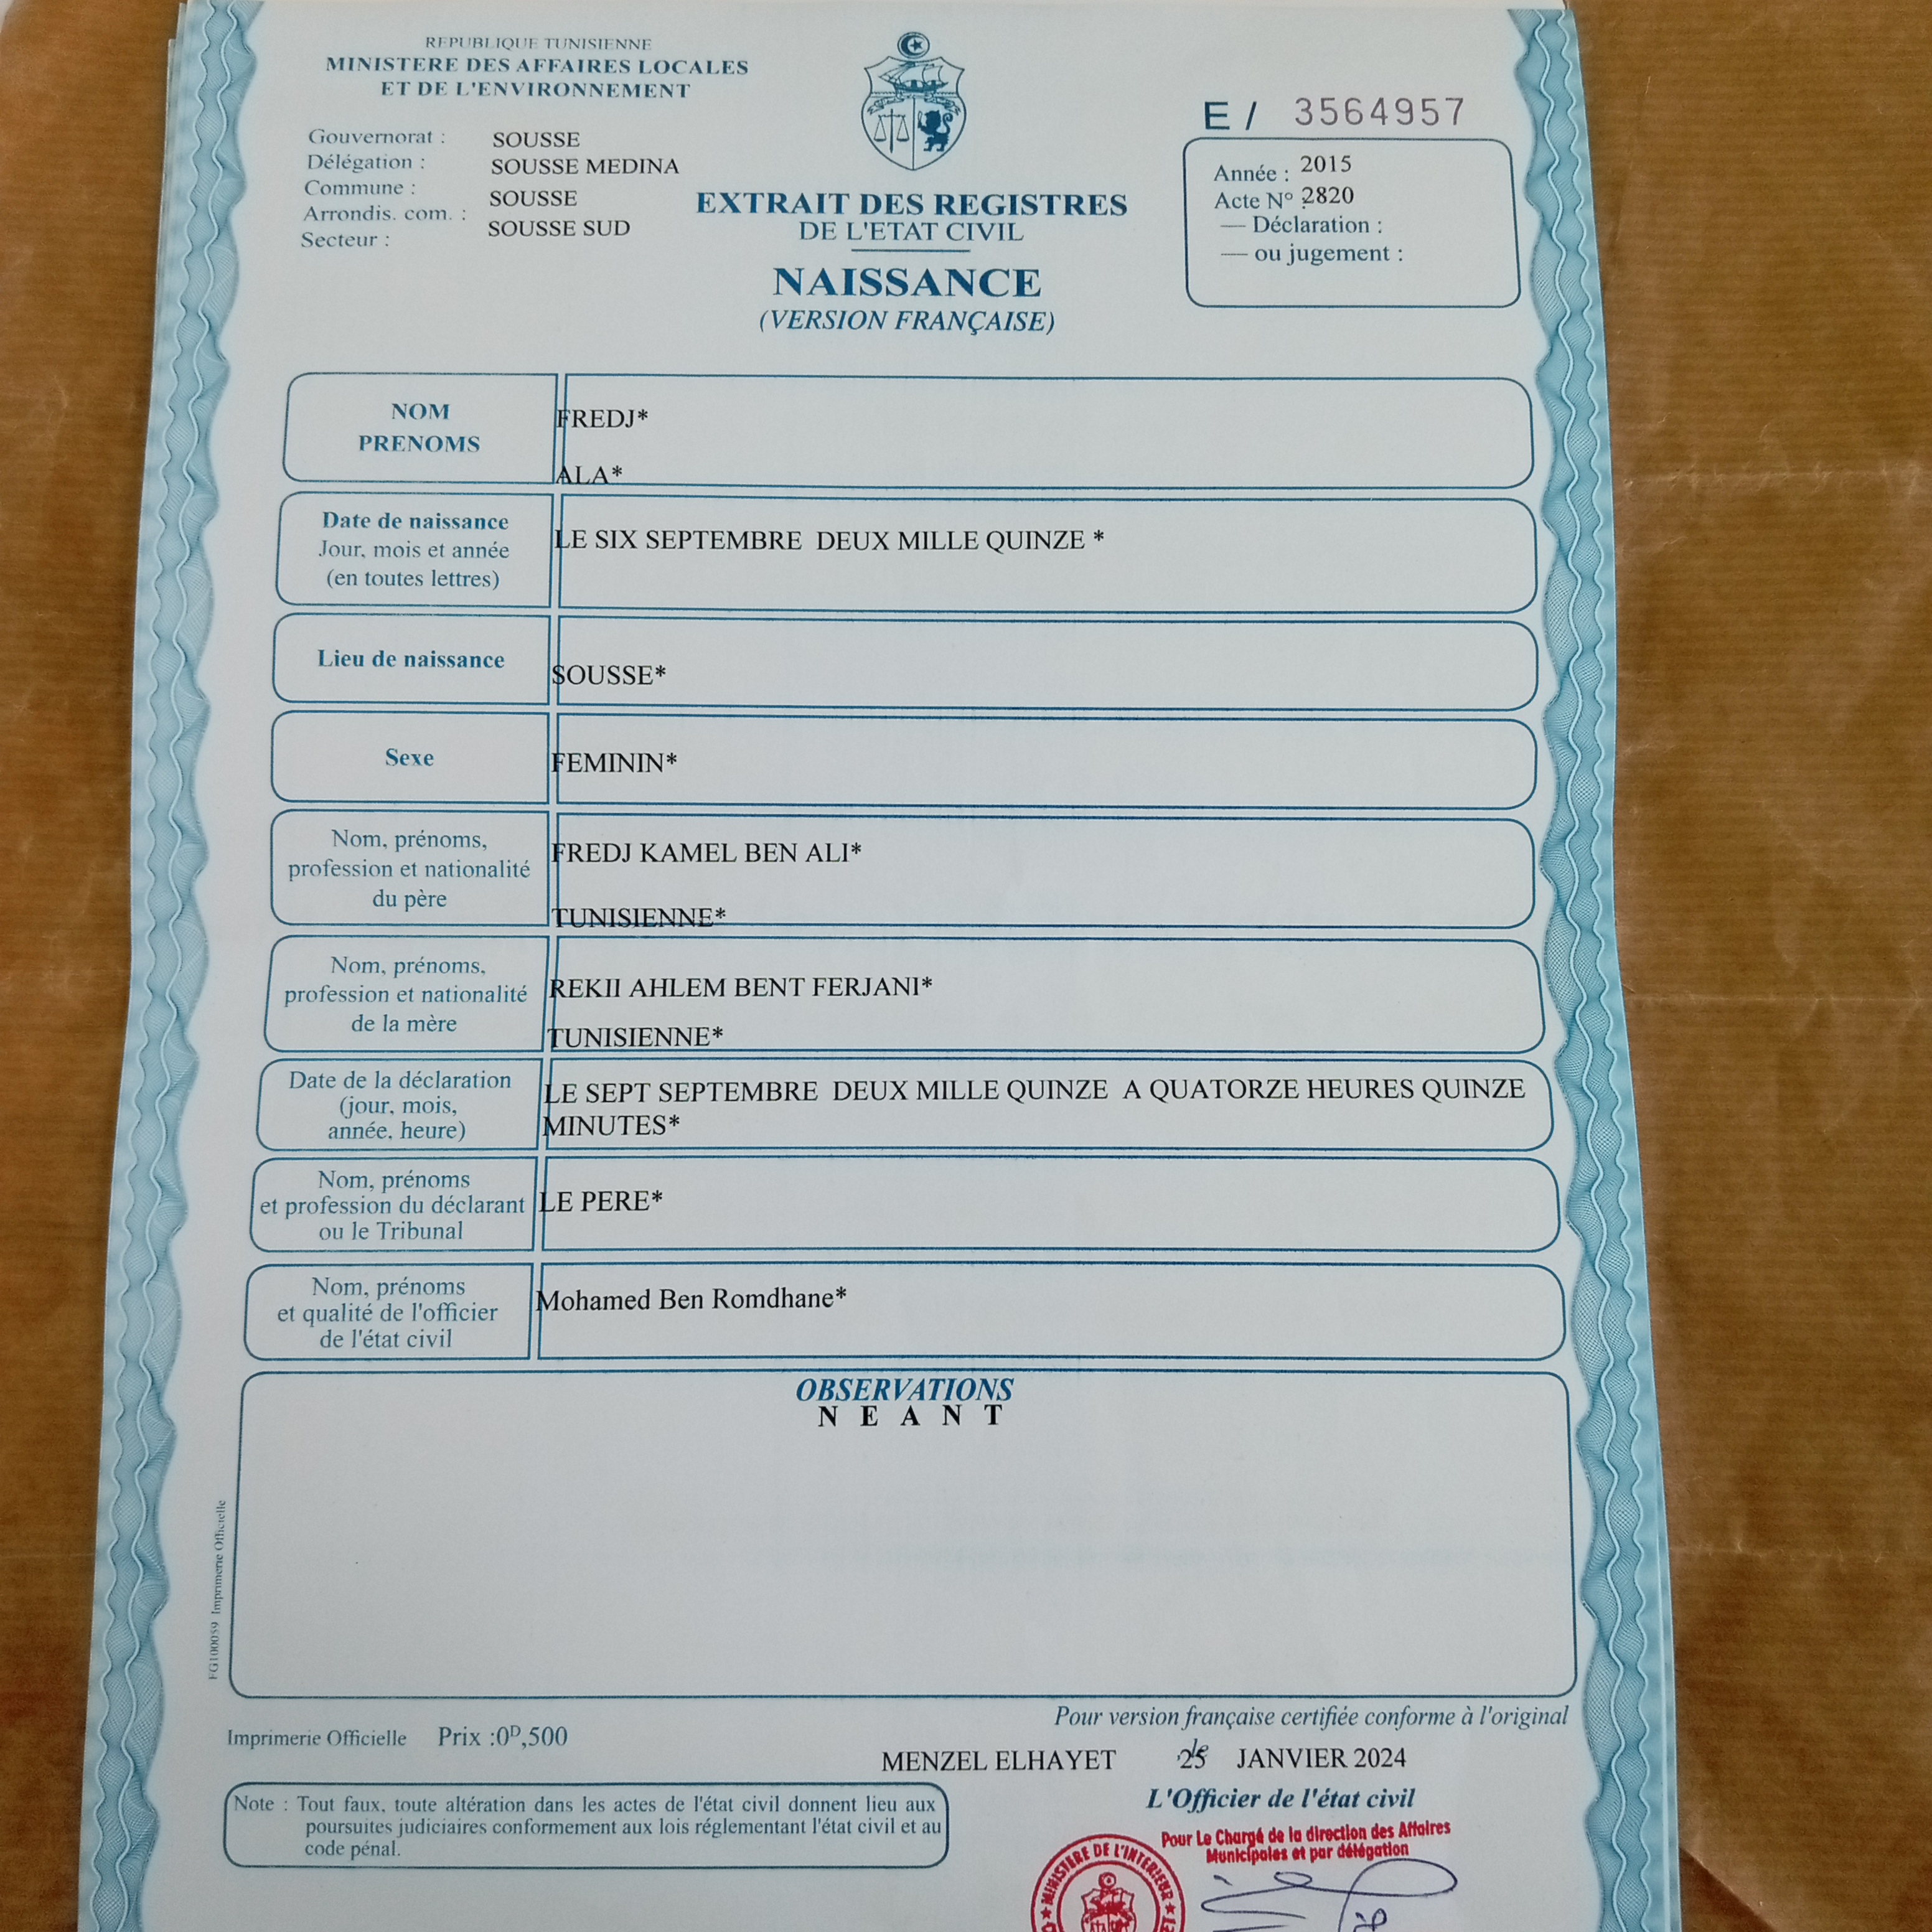 REPUBLIQUE TUNISIENNE
MINISTERE DES AFFAIRES LOCALES
ET DE L'ENVIRONNEMENT
Gouvernorat : SOUSSE
Délégation : SOUSSE MEDINA
Commune : SOUSSE
Arrondis. com. : SOUSSE SUD
Secteur :
EXTRAIT DES REGISTRES
DE L'ETAT CIVIL
NAISSANCE
(VERSION FRANÇAISE)
E / 3564957
Année : 2015
Acte N° : 2820
— Déclaration :
— ou jugement :
NOM
PRENOMS
FREDJ*
ALA*
Date de naissance
Jour, mois et année
(en toutes lettres)
LE SIX SEPTEMBRE DEUX MILLE QUINZE *
Lieu de naissance
SOUSSE*
Sexe
FEMININ*
Nom, prénoms,
profession et nationalité
du père
FREDJ KAMEL BEN ALI*
TUNISIENNE*
Nom, prénoms,
profession et nationalité
de la mère
REKII AHLEM BENT FERJANI*
TUNISIENNE*
Date de la déclaration
(jour, mois,
année, heure)
LE SEPT SEPTEMBRE DEUX MILLE QUINZE A QUATORZE HEURES QUINZE
MINUTES*
Nom, prénoms
et profession du déclarant
ou le Tribunal
LE PERE*
Nom, prénoms
et qualité de l'officier
de l'état civil
Mohamed Ben Romdhane*
OBSERVATIONS
N E A N T
FG100059 Imprimerie Officielle
Imprimerie Officielle Prix :0D,500
Pour version française certifiée conforme à l'original
MENZEL ELHAYET le 25 JANVIER 2024
L'Officier de l'état civil
Note : Tout faux, toute altération dans les actes de l'état civil donnent lieu aux
poursuites judiciaires conformement aux lois réglementant l'état civil et au
code pénal.
Pour Le Chargé de la direction des Affaires
Municipales et par délégation
MINISTERE DE L'INTERIEUR